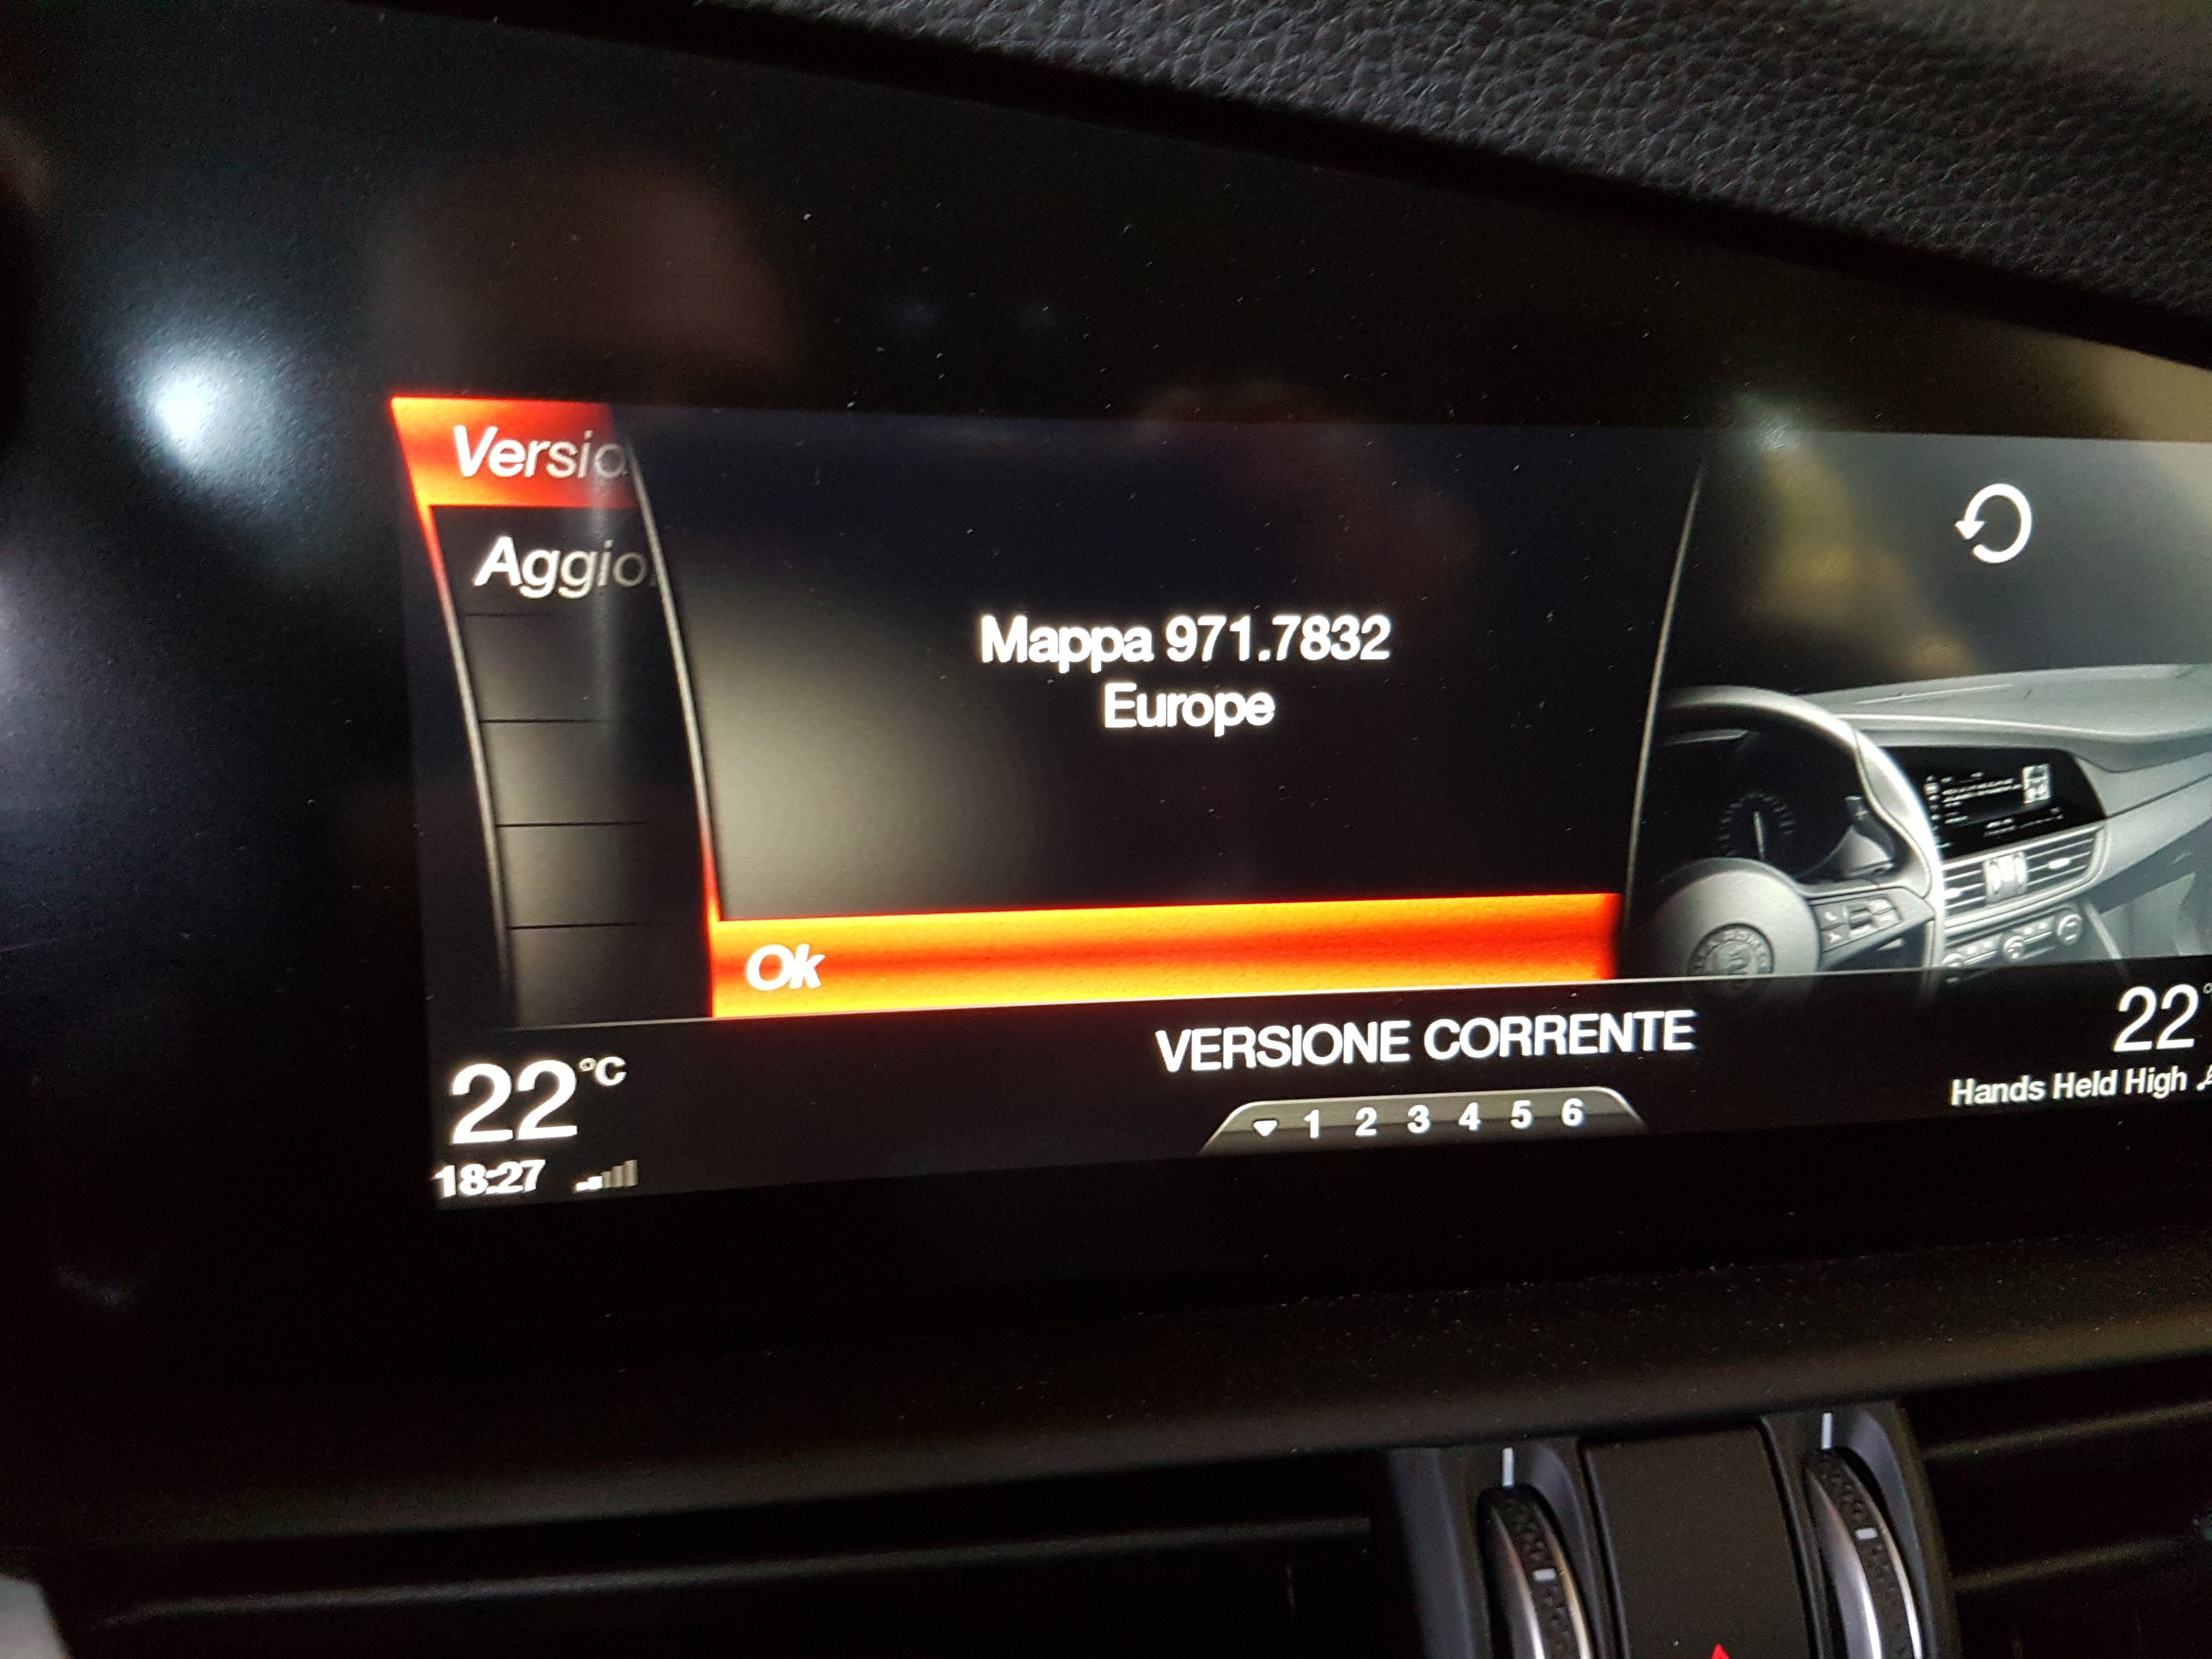 Versio
Aggio
Mappa 971.7832
Europe
Ok
VERSIONE CORRENTE
22°C
22°
Hands Held High
1 2 3 4 5 6
18:27